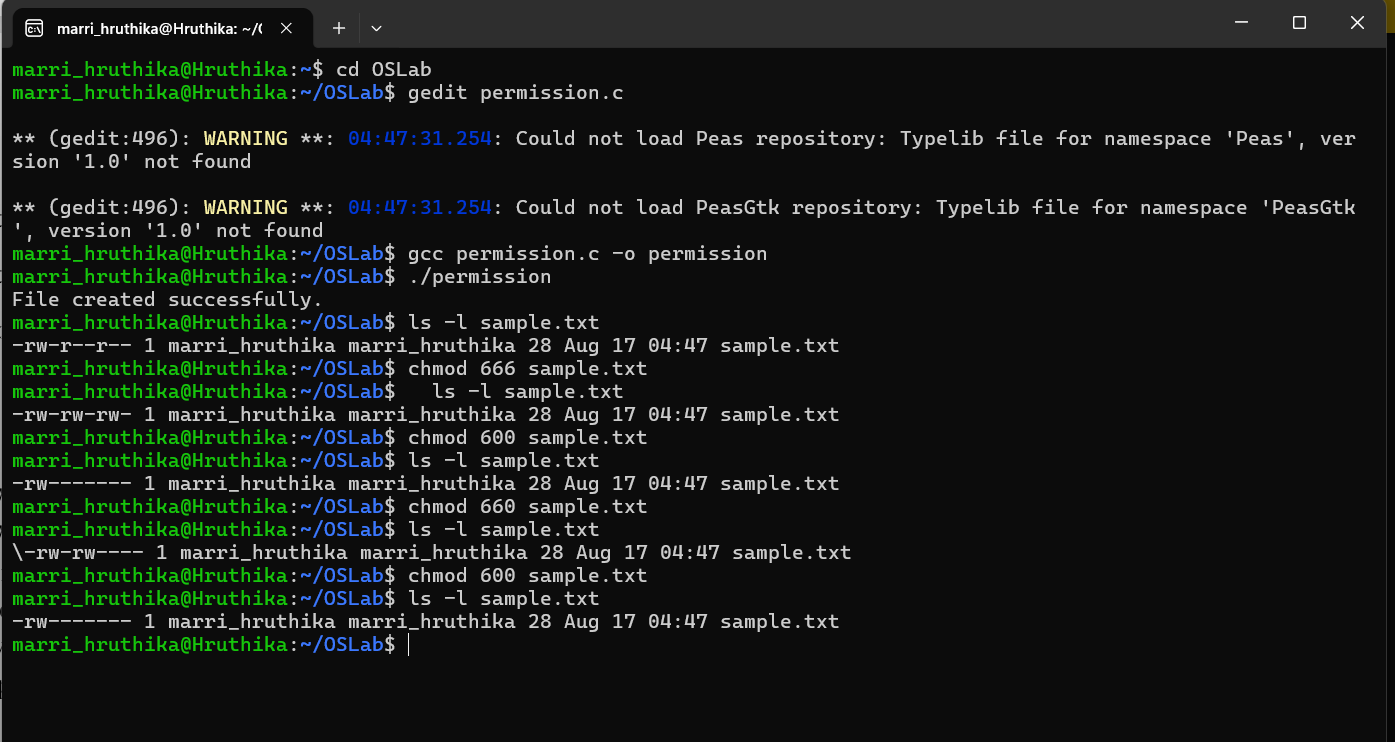 marri_hruthika@Hruthika: ~/
marri_hruthika@Hruthika:~$ cd OSLab
marri_hruthika@Hruthika:~/OSLab$ gedit permission.c
** (gedit:496): WARNING **: 04:47:31.254: Could not load Peas repository: Typelib file for namespace 'Peas', ver
sion '1.0' not found
** (gedit:496): WARNING **: 04:47:31.254: Could not load PeasGtk repository: Typelib file for namespace 'PeasGtk
', version '1.0' not found
marri_hruthika@Hruthika:~/OSLab$ gcc permission.c -o permission
marri_hruthika@Hruthika:~/OSLab$ ./permission
File created successfully.
marri_hruthika@Hruthika:~/OSLab$ ls -l sample.txt
-rw-r--r-- 1 marri_hruthika marri_hruthika 28 Aug 17 04:47 sample.txt
marri_hruthika@Hruthika:~/OSLab$ chmod 666 sample.txt
marri_hruthika@Hruthika:~/OSLab$   ls -l sample.txt
-rw-rw-rw- 1 marri_hruthika marri_hruthika 28 Aug 17 04:47 sample.txt
marri_hruthika@Hruthika:~/OSLab$ chmod 600 sample.txt
marri_hruthika@Hruthika:~/OSLab$ ls -l sample.txt
-rw------- 1 marri_hruthika marri_hruthika 28 Aug 17 04:47 sample.txt
marri_hruthika@Hruthika:~/OSLab$ chmod 660 sample.txt
marri_hruthika@Hruthika:~/OSLab$ ls -l sample.txt
\-rw-rw---- 1 marri_hruthika marri_hruthika 28 Aug 17 04:47 sample.txt
marri_hruthika@Hruthika:~/OSLab$ chmod 600 sample.txt
marri_hruthika@Hruthika:~/OSLab$ ls -l sample.txt
-rw------- 1 marri_hruthika marri_hruthika 28 Aug 17 04:47 sample.txt
marri_hruthika@Hruthika:~/OSLab$